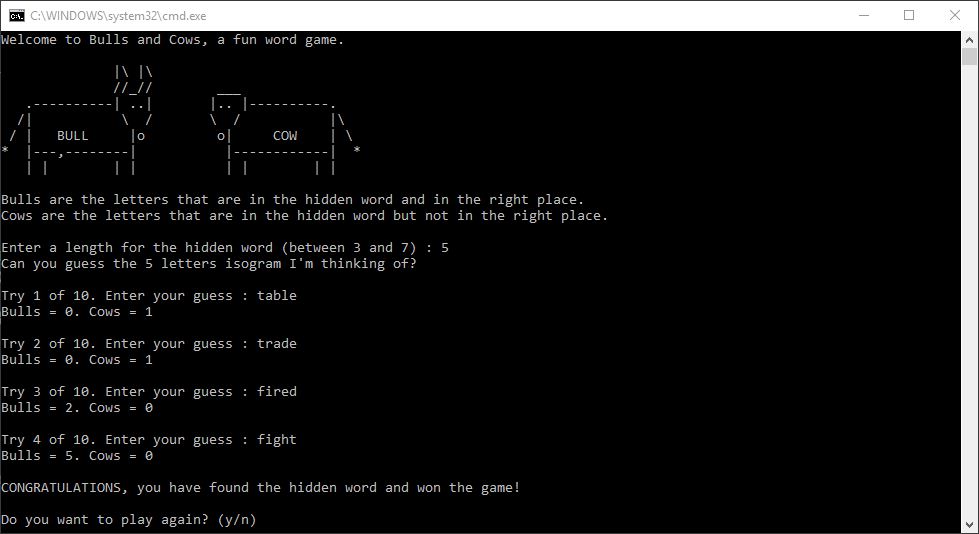 C:\WINDOWS\system32\cmd.exe
Welcome to Bulls and Cows, a fun word game.
              |\ |\
              //_//        ___
   .----------| ..|       |.. |----------.
  /|           \  /       \  /           |\
 / |   BULL     |o         o|     COW    | \
*  |---,--------|           |------------|  *
   | |        | |           | |        | |
Bulls are the letters that are in the hidden word and in the right place.
Cows are the letters that are in the hidden word but not in the right place.
Enter a length for the hidden word (between 3 and 7) : 5
Can you guess the 5 letters isogram I'm thinking of?
Try 1 of 10. Enter your guess : table
Bulls = 0. Cows = 1
Try 2 of 10. Enter your guess : trade
Bulls = 0. Cows = 1
Try 3 of 10. Enter your guess : fired
Bulls = 2. Cows = 0
Try 4 of 10. Enter your guess : fight
Bulls = 5. Cows = 0
CONGRATULATIONS, you have found the hidden word and won the game!
Do you want to play again? (y/n)